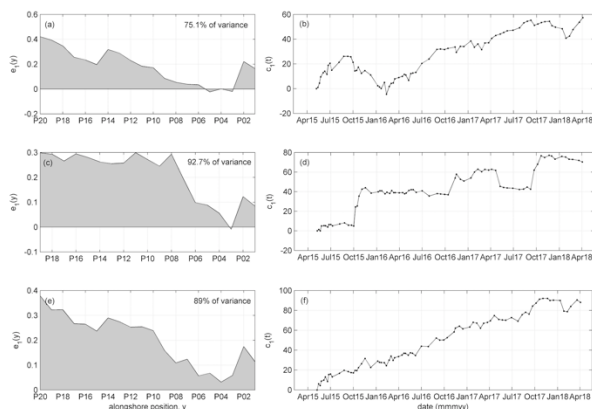 (a)
75.1% of variance
e1(y)
0.6
0.4
0.2
0
-0.2
P20 P18 P16 P14 P12 P10 P08 P06 P04 P02
(b)
c1(t)
60
40
20
0
-20
Apr15 Jul15 Oct15 Jan16 Apr16 Jul16 Oct16 Jan17 Apr17 Jul17 Oct17 Jan18 Apr18
(c)
92.7% of variance
e1(y)
0.3
0.2
0.1
0
-0.1
P18 P16 P14 P12 P10 P08 P06 P04 P02
(d)
c1(t)
80
60
40
20
0
-20
Apr15 Jul15 Oct15 Jan16 Apr16 Jul16 Oct16 Jan17 Apr17 Jul17 Oct17 Jan18 Apr18
(e)
89% of variance
e1(y)
0.4
0.3
0.2
0.1
0
P20 P18 P16 P14 P12 P10 P08 P06 P04 P02
alongshore position, y
(f)
c1(t)
100
80
60
40
20
0
Apr15 Jul15 Oct15 Jan16 Apr16 Jul16 Oct16 Jan17 Apr17 Jul17 Oct17 Jan18 Apr18
date (mmmyy)